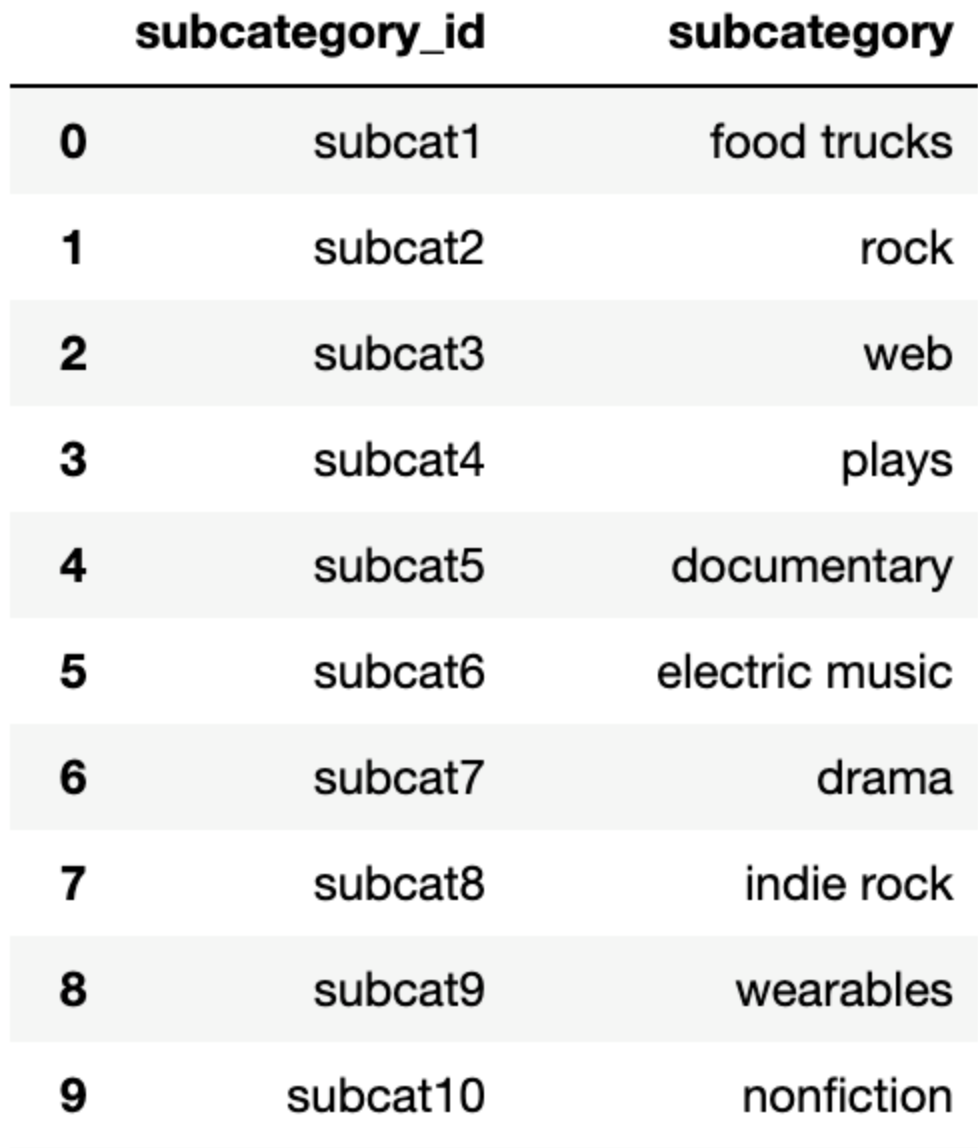 subcategory_id subcategory
0 subcat1 food trucks
1 subcat2 rock
2 subcat3 web
3 subcat4 plays
4 subcat5 documentary
5 subcat6 electric music
6 subcat7 drama
7 subcat8 indie rock
8 subcat9 wearables
9 subcat10 nonfiction